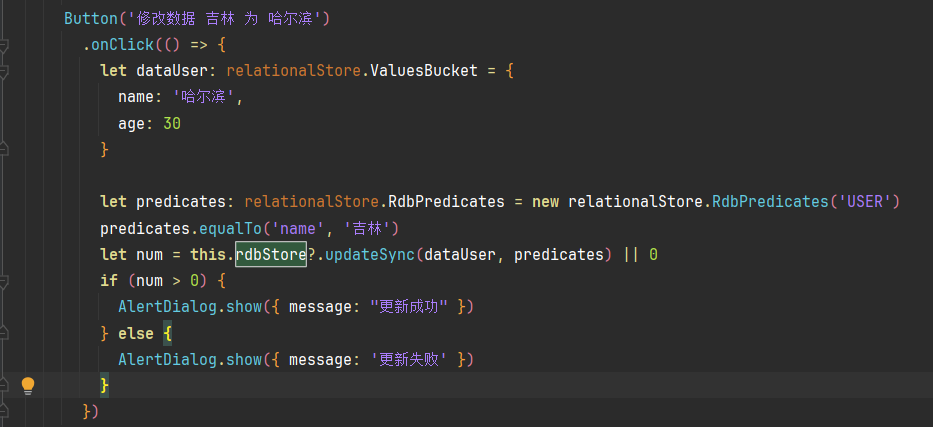 Button('修改数据 吉林 为 哈尔滨')
.onClick(() => {
let dataUser: relationalStore.ValuesBucket = {
name: '哈尔滨',
age: 30
}
let predicates: relationalStore.RdbPredicates = new relationalStore.RdbPredicates('USER')
predicates.equalTo('name', '吉林')
let num = this.rdbStore?.updateSync(dataUser, predicates) || 0
if (num > 0) {
AlertDialog.show({ message: "更新成功" })
} else {
AlertDialog.show({ message: '更新失败' })
}
})